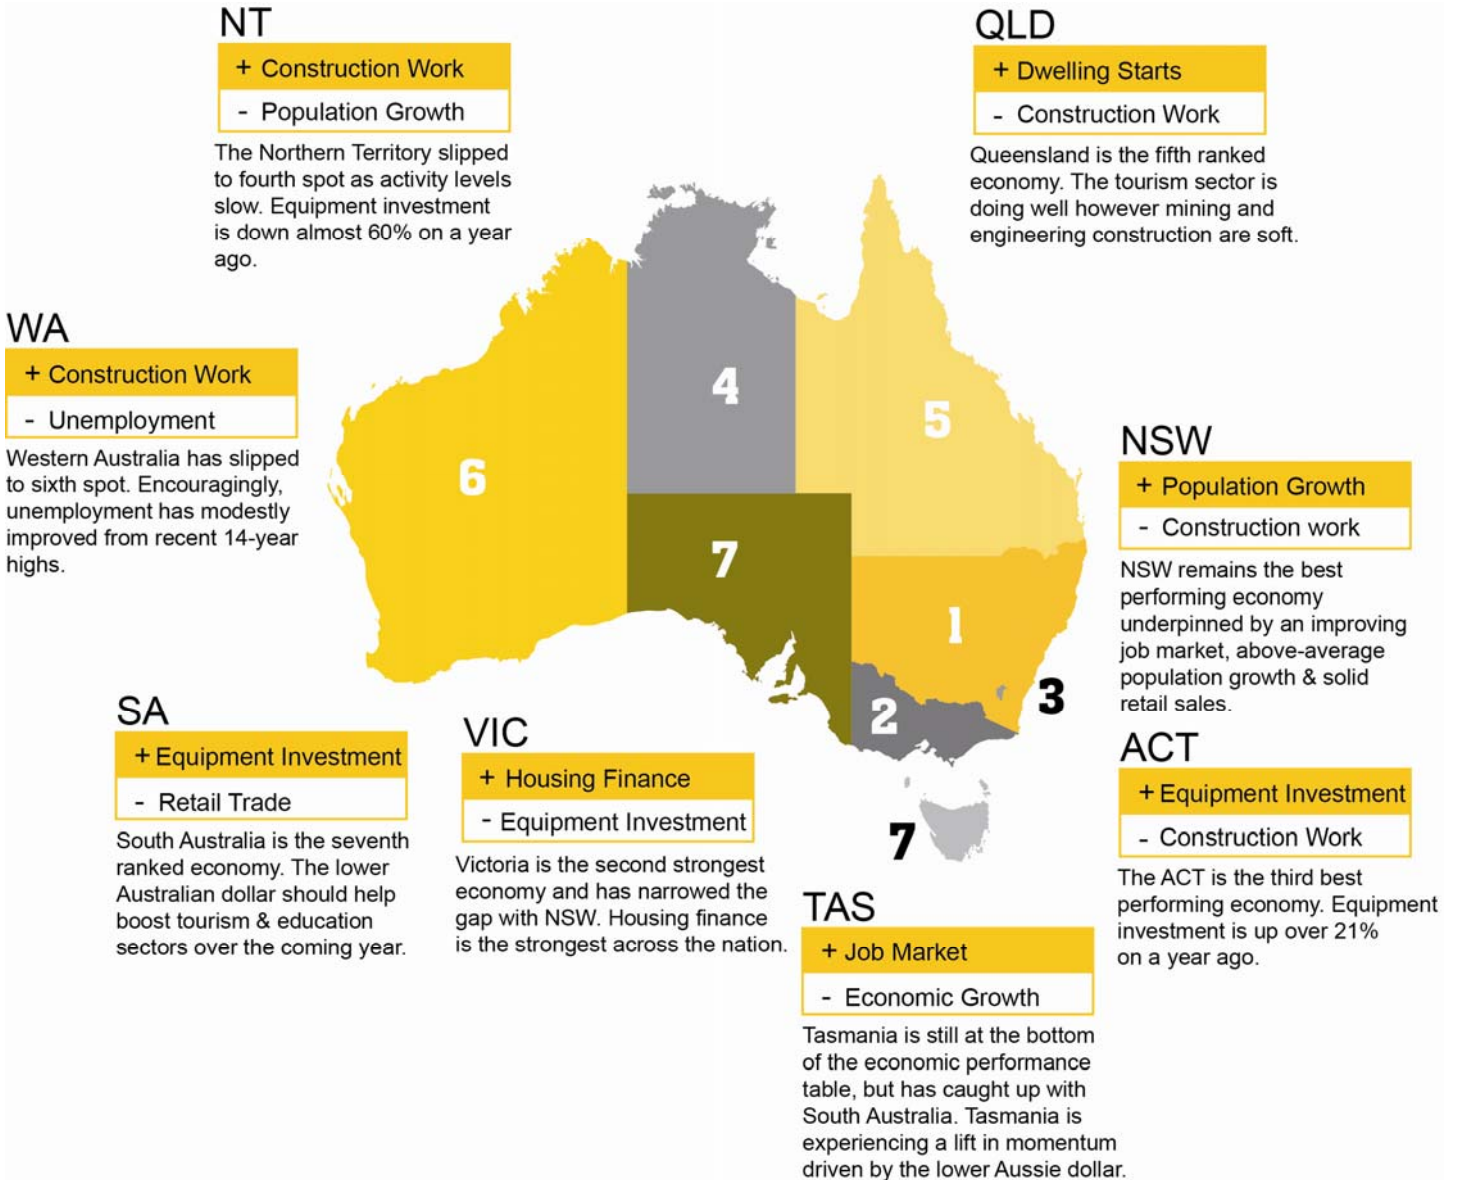 NT
+ Construction Work
- Population Growth
The Northern Territory slipped
to fourth spot as activity levels
slow. Equipment investment
is down almost 60% on a year
ago.
QLD
+ Dwelling Starts
- Construction Work
Queensland is the fifth ranked
economy. The tourism sector is
doing well however mining and
engineering construction are soft.
WA
+ Construction Work
- Unemployment
Western Australia has slipped
to sixth spot. Encouragingly,
unemployment has modestly
improved from recent 14-year
highs.
4
5
6
7
1
2
3
7
NSW
+ Population Growth
- Construction work
NSW remains the best
performing economy
underpinned by an improving
job market, above-average
population growth & solid
retail sales.
SA
+ Equipment Investment
- Retail Trade
South Australia is the seventh
ranked economy. The lower
Australian dollar should help
boost tourism & education
sectors over the coming year.
VIC
+ Housing Finance
- Equipment Investment
Victoria is the second strongest
economy and has narrowed the
gap with NSW. Housing finance
is the strongest across the nation.
ACT
+ Equipment Investment
- Construction Work
The ACT is the third best
performing economy. Equipment
investment is up over 21%
on a year ago.
TAS
+ Job Market
- Economic Growth
Tasmania is still at the bottom
of the economic performance
table, but has caught up with
South Australia. Tasmania is
experiencing a lift in momentum
driven by the lower Aussie dollar.